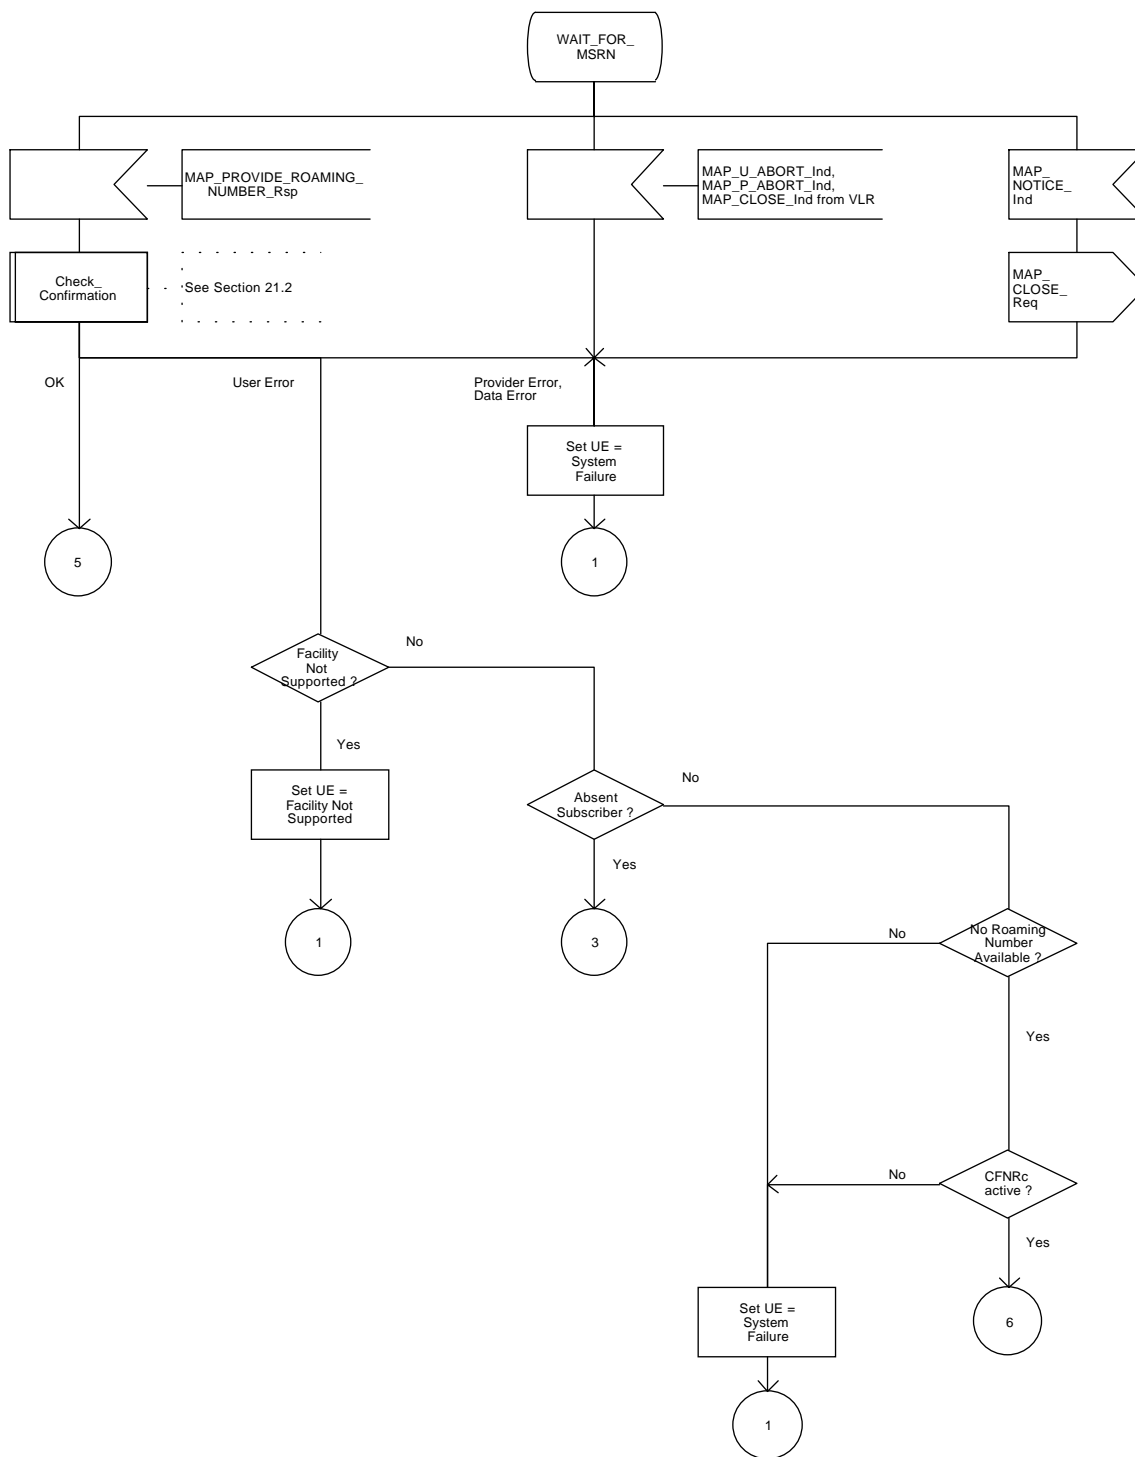 WAIT_FOR_
MSRN
MAP_PROVIDE_ROAMING_
NUMBER_Rsp
MAP_U_ABORT_Ind,
MAP_P_ABORT_Ind,
MAP_CLOSE_Ind from VLR
MAP_
NOTICE_
Ind
Check_
Confirmation
See Section 21.2
MAP_
CLOSE_
Req
OK
User Error
Provider Error,
Data Error
Set UE =
System
Failure
5
1
Facility
Not
Supported ?
No
Yes
Set UE =
Facility Not
Supported
Absent
Subscriber ?
No
Yes
1
3
No Roaming
Number
Available ?
No
Yes
CFNRc
active ?
No
Yes
Set UE =
System
Failure
6
1